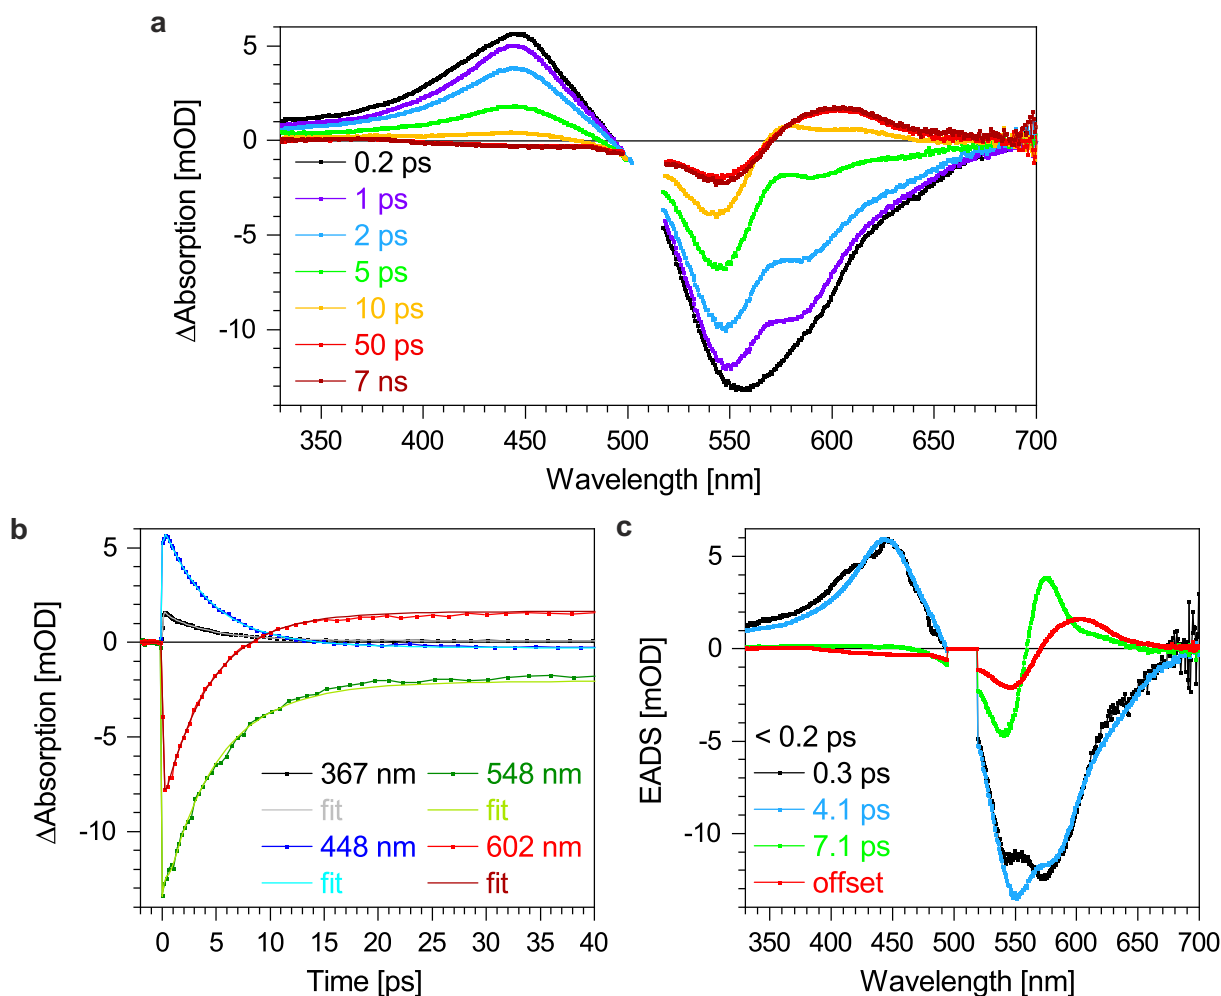 a
5
0
-5
-10
ΔAbsorption [mOD]
0.2 ps
1 ps
2 ps
5 ps
10 ps
50 ps
7 ns
350 400 450 500 550 600 650 700
Wavelength [nm]
b
5
0
-5
-10
ΔAbsorption [mOD]
367 nm 548 nm
fit fit
448 nm 602 nm
fit fit
0 5 10 15 20 25 30 35 40
Time [ps]
c
5
0
-5
-10
EADS [mOD]
< 0.2 ps
0.3 ps
4.1 ps
7.1 ps
offset
350 400 450 500 550 600 650 700
Wavelength [nm]